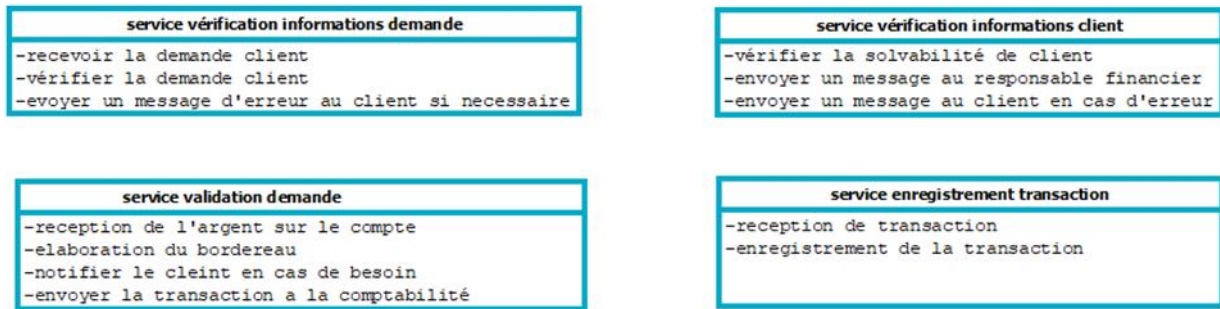 service vérification informations demande
-recevoir la demande client
-vérifier la demande client
-evoyer un message d'erreur au client si necessaire
service vérification informations client
-vérifier la solvabilité de client
-envoyer un message au responsable financier
-envoyer un message au client en cas d'erreur
service validation demande
-reception de l'argent sur le compte
-elaboration du bordereau
-notifier le cleint en cas de besoin
-envoyer la transaction a la comptabilité
service enregistrement transaction
-reception de transaction
-enregistrement de la transaction